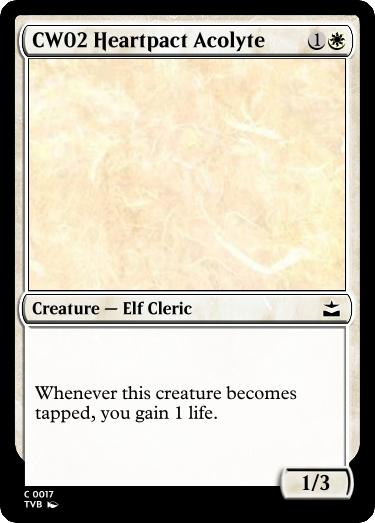 CW02 Heartpact Acolyte 1
Creature — Elf Cleric
Whenever this creature becomes
tapped, you gain 1 life.
1/3
C 0017
TVB